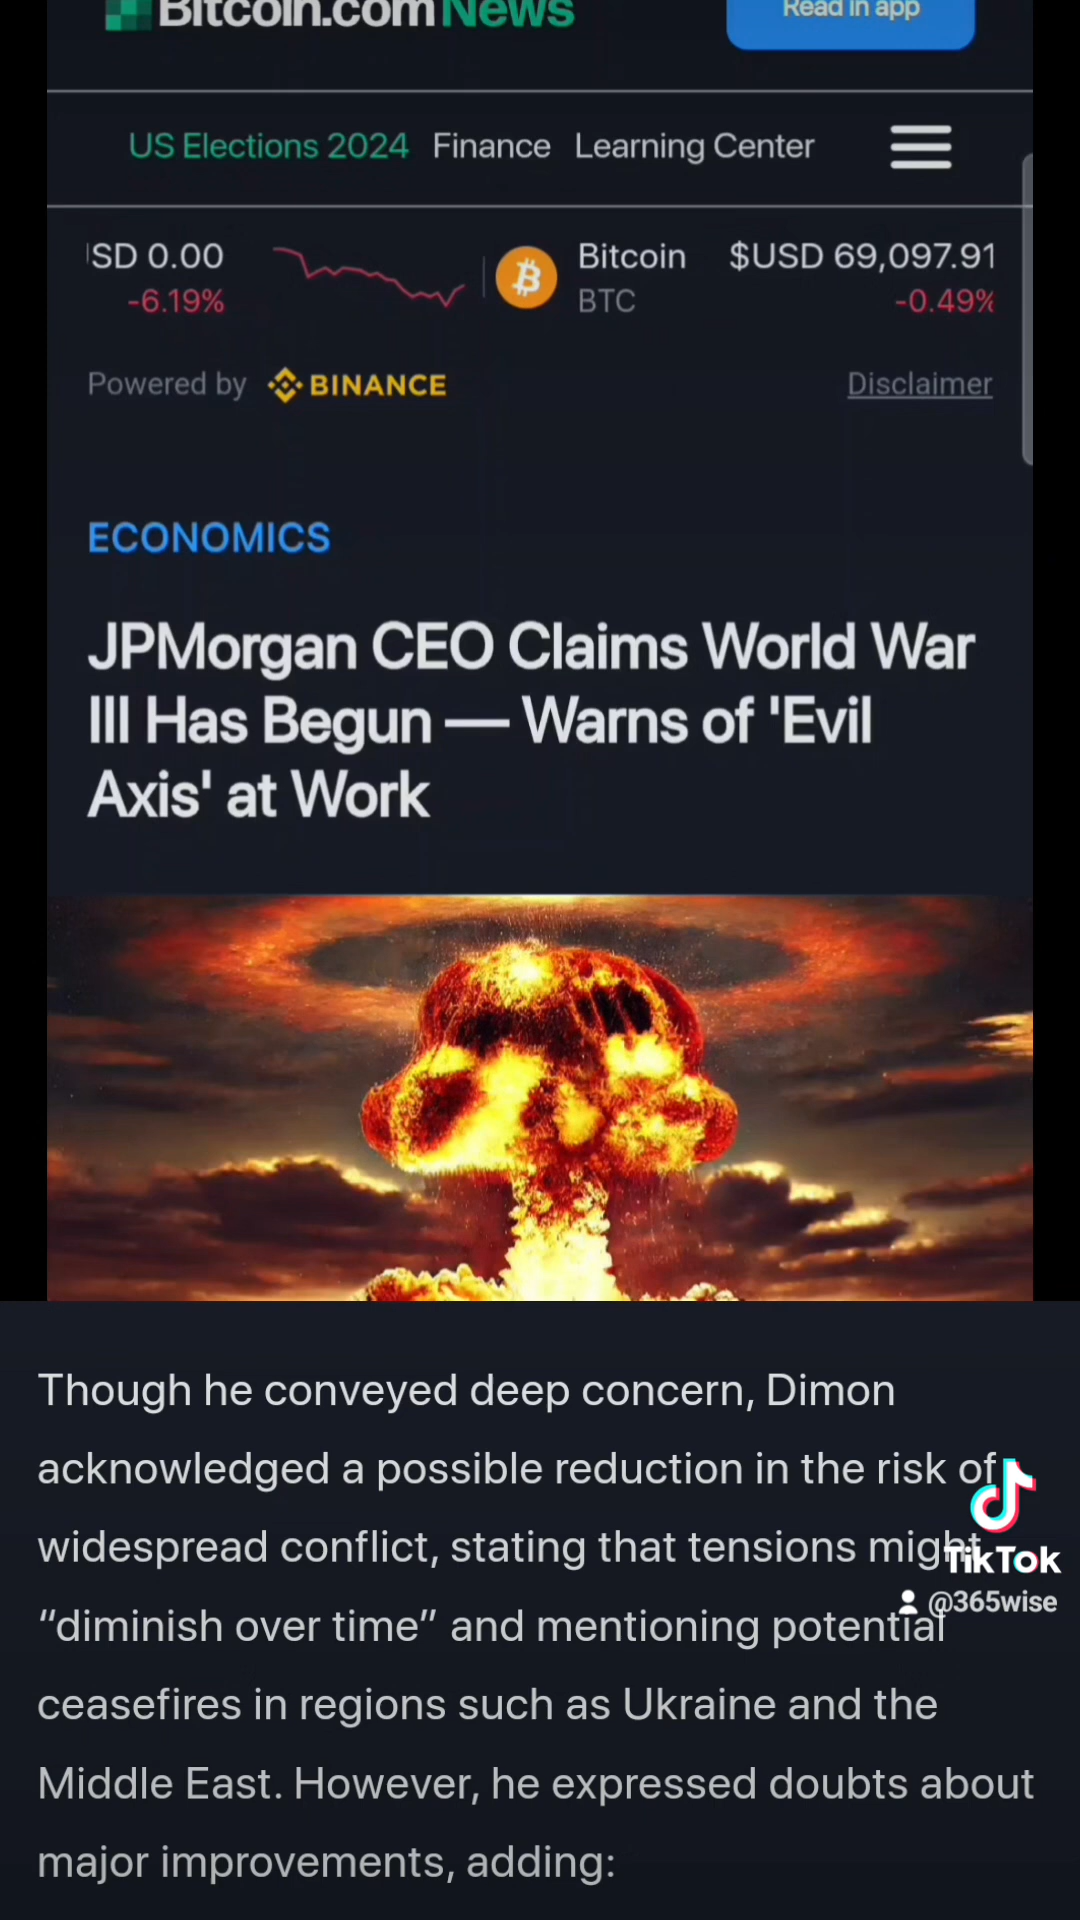 Bitcoin.com News
Read in app
US Elections 2024 Finance Learning Center
SD 0.00 Bitcoin $USD 69,097.91
-6.19% BTC -0.49%
Powered by BINANCE Disclaimer
ECONOMICS
JPMorgan CEO Claims World War
III Has Begun — Warns of 'Evil
Axis' at Work
Though he conveyed deep concern, Dimon
acknowledged a possible reduction in the risk of
widespread conflict, stating that tensions might
TikTok
@365wise
“diminish over time” and mentioning potential
ceasefires in regions such as Ukraine and the
Middle East. However, he expressed doubts about
major improvements, adding: